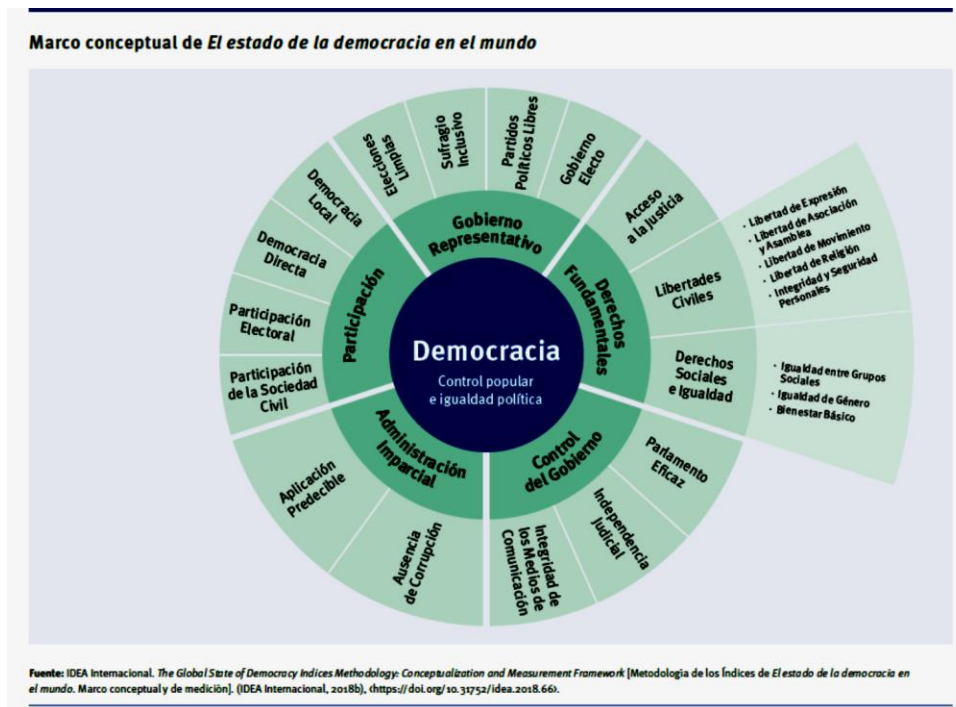 Marco conceptual de El estado de la democracia en el mundo
Elecciones
Limpias
Sufragio
Inclusivo
Partidos
Políticos Libres
Gobierno
Electo
Gobierno
Representativo
Acceso
a la Justicia
Libertades
Civiles
Derechos
Sociales
e Igualdad
Derechos
Fundamentales
· Libertad de Expresión
· Libertad de Asociación
y Asamblea
· Libertad de Movimiento
· Libertad de Religión
· Integridad y Seguridad
Personales
· Igualdad entre Grupos
Sociales
· Igualdad de Género
· Bienestar Básico
Parlamento
Eficaz
Independencia
Judicial
Integridad de
los Medios de
Comunicación
Control
del Gobierno
Ausencia
de Corrupción
Aplicación
Predecible
Administración
Imparcial
Participación
de la Sociedad
Civil
Participación
Electoral
Democracia
Directa
Democracia
Local
Participación
Democracia
Control popular
e igualdad política
Fuente: IDEA Internacional. The Global State of Democracy Indices Methodology: Conceptualization and Measurement Framework [Metodología de los Índices de El estado de la democracia en
el mundo. Marco conceptual y de medición]. (IDEA Internacional, 2018b), <https://doi.org/10.31752/idea.2018.66>.